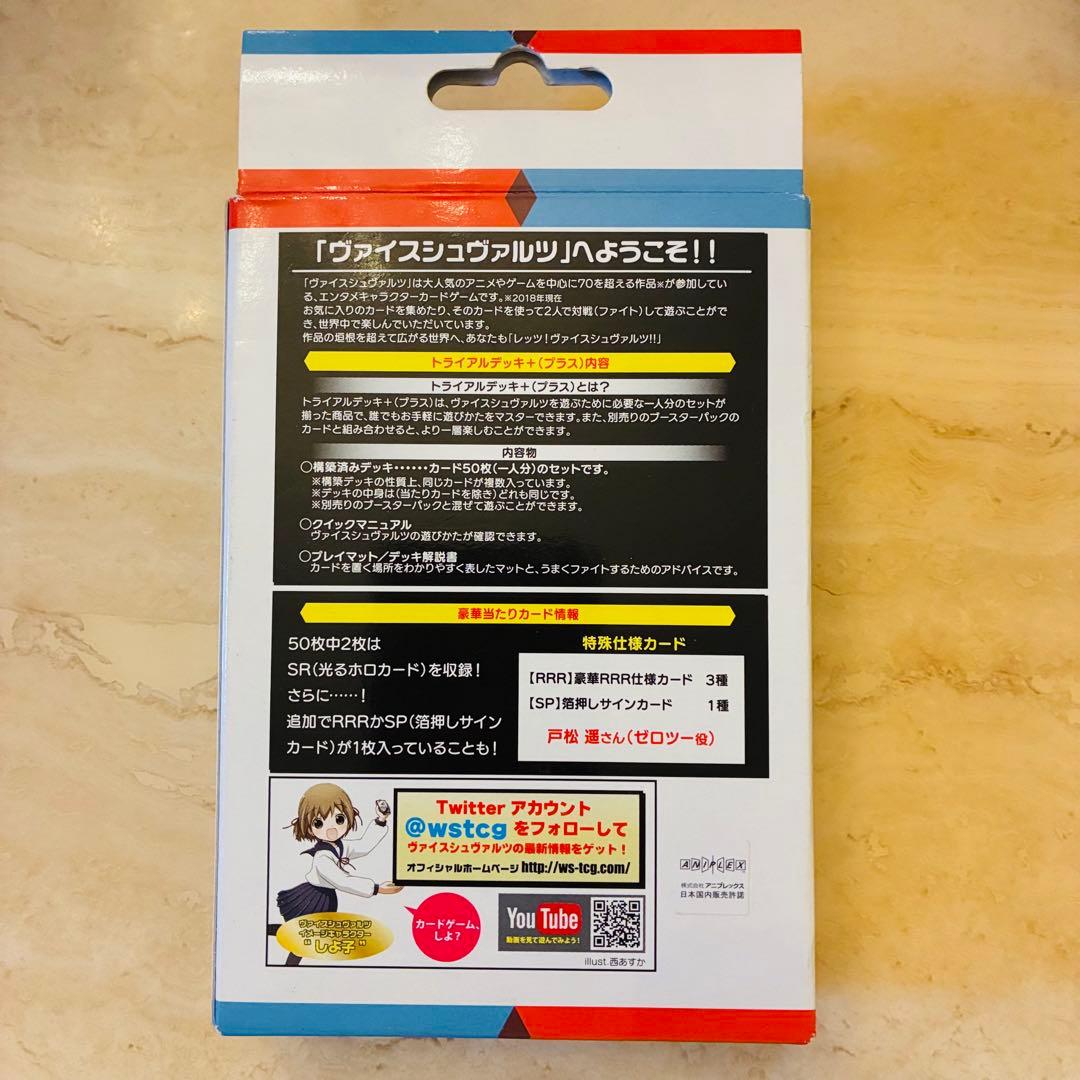 「ヴァイスシュヴァルツ」へようこそ!!
「ヴァイスシュヴァルツ」は大人気のアニメやゲームを中心に70を超える作品※が参加してい
る、エンタメキャラクターカードゲームです。※2018年現在
お気に入りのカードを集めたり、そのカードを使って2人で対戦(ファイト)して遊ぶことがで
き、世界中で楽しんでいただいています。
作品の垣根を超えて広がる世界へ、あなたも「レッツ!ヴァイスシュヴァルツ!!」
トライアルデッキ+(プラス)内容
トライアルデッキ+(プラス)とは?
トライアルデッキ+(プラス)は、ヴァイスシュヴァルツを遊ぶために必要な一人分のセットが
揃った商品で、誰でもお手軽に遊びかたをマスターできます。また、別売りのブースターパックの
カードと組み合わせると、より一層楽しむことができます。
内容物
○構築済みデッキ・・・・・・カード50枚(一人分)のセットです。
※構築デッキの性質上、同じカードが複数入っています。
※デッキの中身は(当たりカードを除き)どれも同じです。
※別売りのブースターパックと混ぜて遊ぶことができます。
○クイックマニュアル
ヴァイスシュヴァルツの遊びかたが確認できます。
○プレイマット/デッキ解説書
カードを置く場所をわかりやすく表したマットと、うまくファイトするためのアドバイスです。
豪華当たりカード情報
50枚中2枚は
SR(光るホロカード)を収録!
さらに……!
追加でRRRかSP(箔押しサイン
カード)が1枚入っていることも!
特殊仕様カード
【RRR】豪華RRR仕様カード 3種
【SP】箔押しサインカード 1種
戸松 遥さん(ゼロツー役)
Twitter アカウント
@wstcg をフォローして
ヴァイスシュヴァルツの最新情報をゲット!
オフィシャルホームページ http://ws-tcg.com/
ヴァイスシュヴァルツ
イメージキャラクター
"しよ子"
カードゲーム、
しよ?
YouTube
動画を見て遊んでみよう!
illust.西あすか
ANIPLEX
株式会社 アニプレックス
日本国内販売許諾